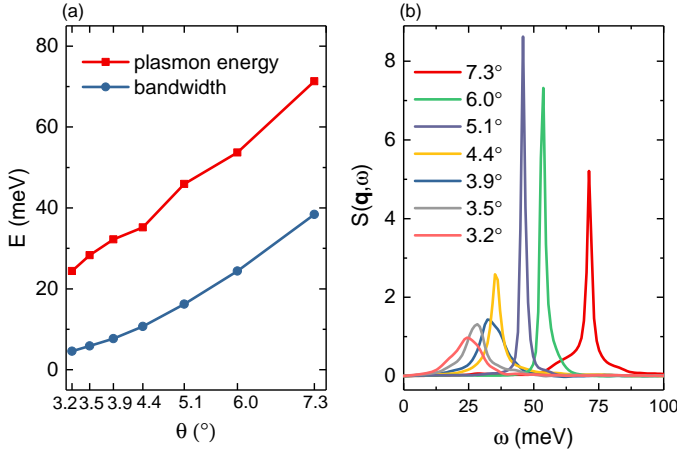 (a)
80
60
40
20
0
E (meV)
plasmon energy
bandwidth
3.2 3.5 3.9 4.4 5.1 6.0 7.3
θ (°)
(b)
8
6
4
2
0
S(q,ω)
7.3°
6.0°
5.1°
4.4°
3.9°
3.5°
3.2°
0 25 50 75 100
ω (meV)